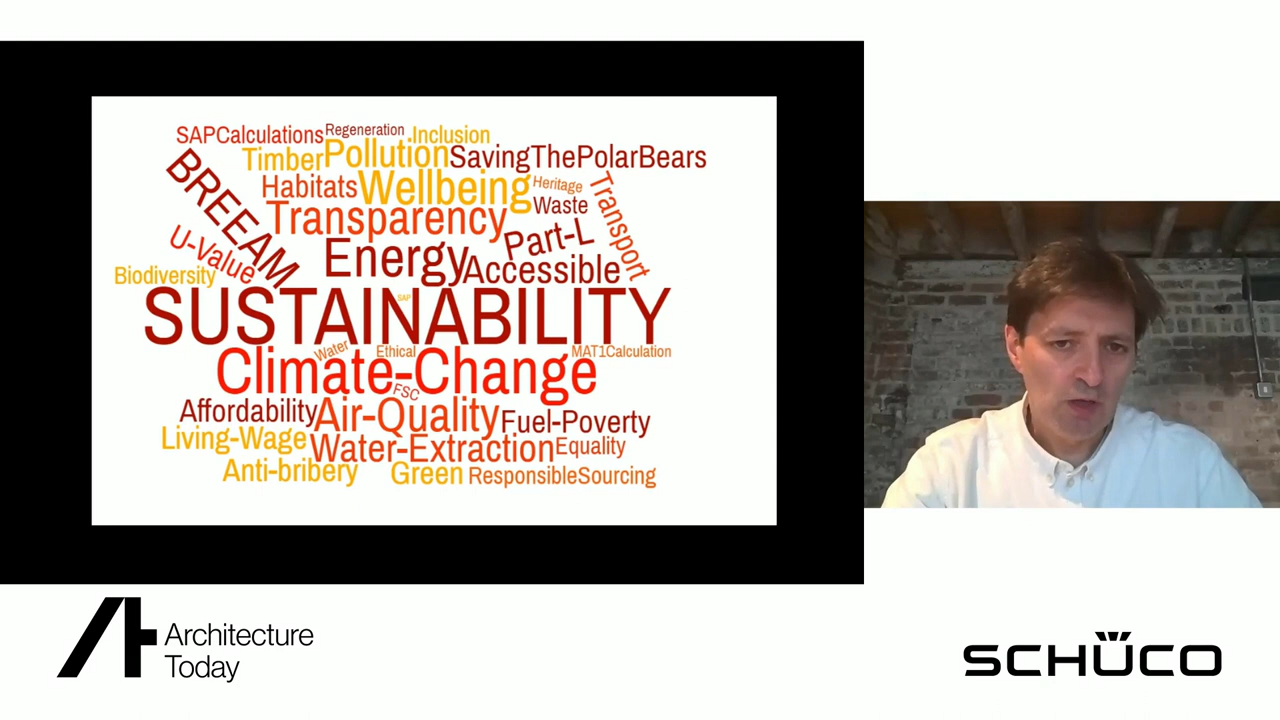 SAPCalculations Regeneration Inclusion
Timber Pollution SavingThePolarBears
BREEAM Habitats Wellbeing Heritage Transport
Transparency Waste
U-Value Energy Part-L
Biodiversity Accessible
SAP
SUSTAINABILITY
Water Ethical MAT1Calculation
Climate-Change
FSC
Affordability Air-Quality Fuel-Poverty
Living-Wage Water-Extraction Equality
Anti-bribery Green ResponsibleSourcing
Architecture
Today
SCHÜCO